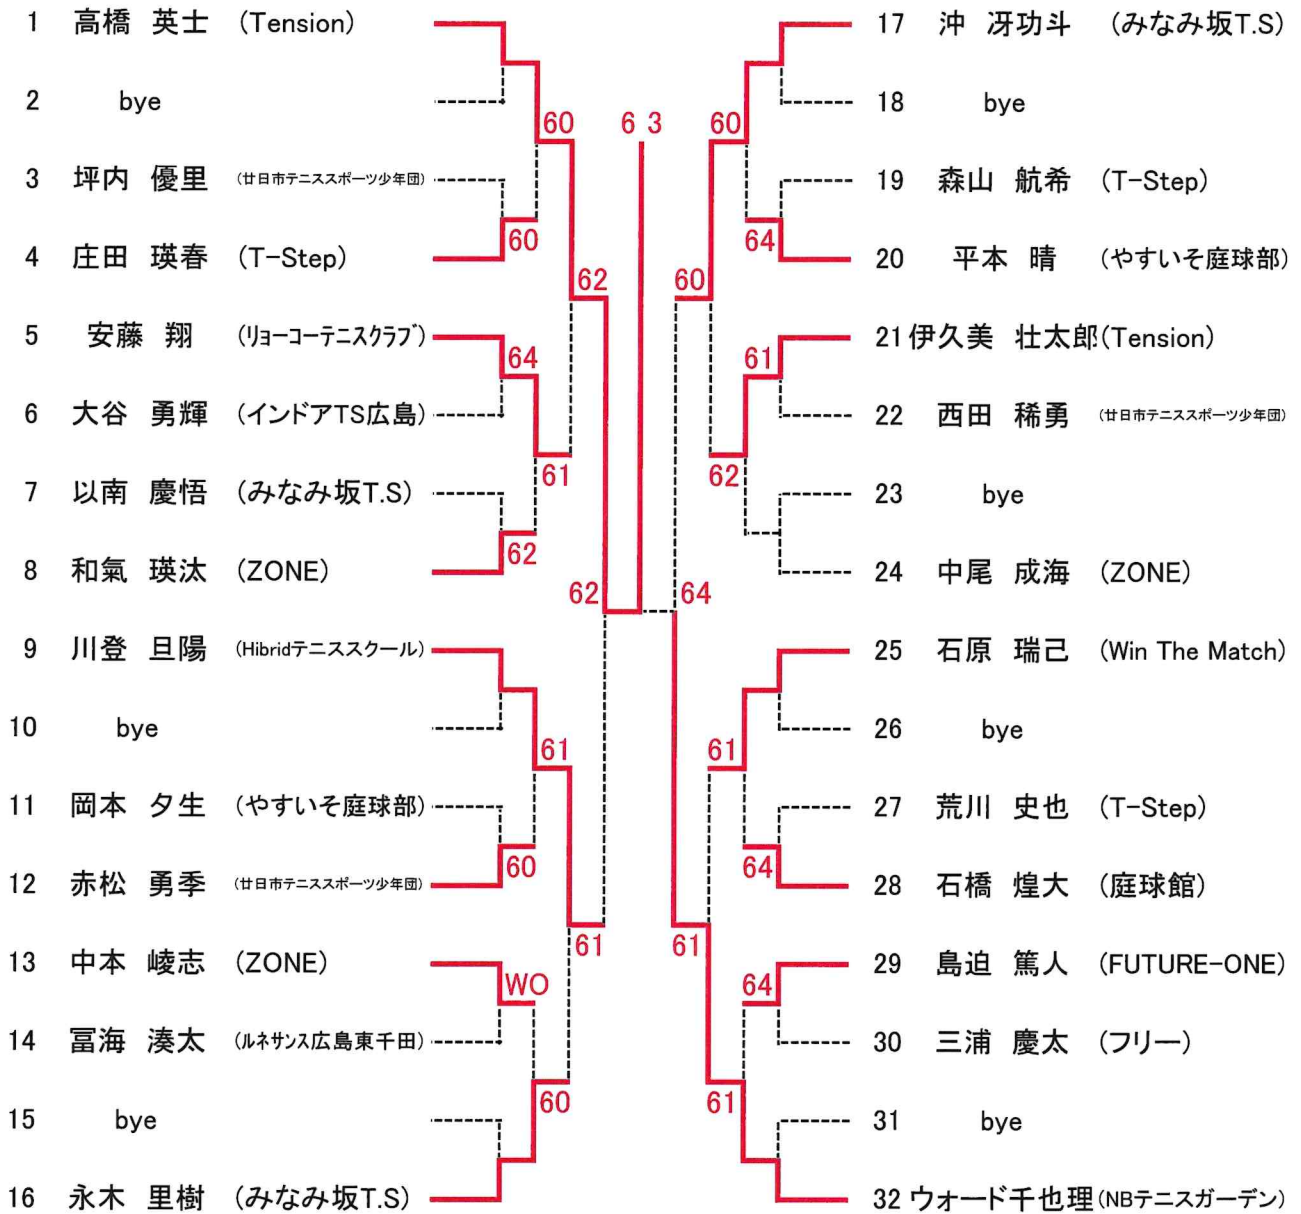 1 高橋 英士 (Tension)
2 bye
3 坪内 優里 (廿日市テニススポーツ少年団)
4 庄田 瑛春 (T-Step)
5 安藤 翔 (リョーコーテニスクラブ)
6 大谷 勇輝 (インドアTS広島)
7 以南 慶悟 (みなみ坂T.S)
8 和氣 瑛汰 (ZONE)
9 川登 旦陽 (Hibridテニススクール)
10 bye
11 岡本 夕生 (やすいそ庭球部)
12 赤松 勇季 (廿日市テニススポーツ少年団)
13 中本 崚志 (ZONE)
14 冨海 湊太 (ルネサンス広島東千田)
15 bye
16 永木 里樹 (みなみ坂T.S)
60
64
62
60
WO
60
61
61
60
62
61
62
6 3
64
60
61
60
62
61
61
64
61
64
64
17 沖 冴功斗 (みなみ坂T.S)
18 bye
19 森山 航希 (T-Step)
20 平本 晴 (やすいそ庭球部)
21 伊久美 壮太郎 (Tension)
22 西田 稀勇 (廿日市テニススポーツ少年団)
23 bye
24 中尾 成海 (ZONE)
25 石原 瑞己 (Win The Match)
26 bye
27 荒川 史也 (T-Step)
28 石橋 煌大 (庭球館)
29 島迫 篤人 (FUTURE-ONE)
30 三浦 慶太 (フリー)
31 bye
32 ウォード千也理 (NBテニスガーデン)